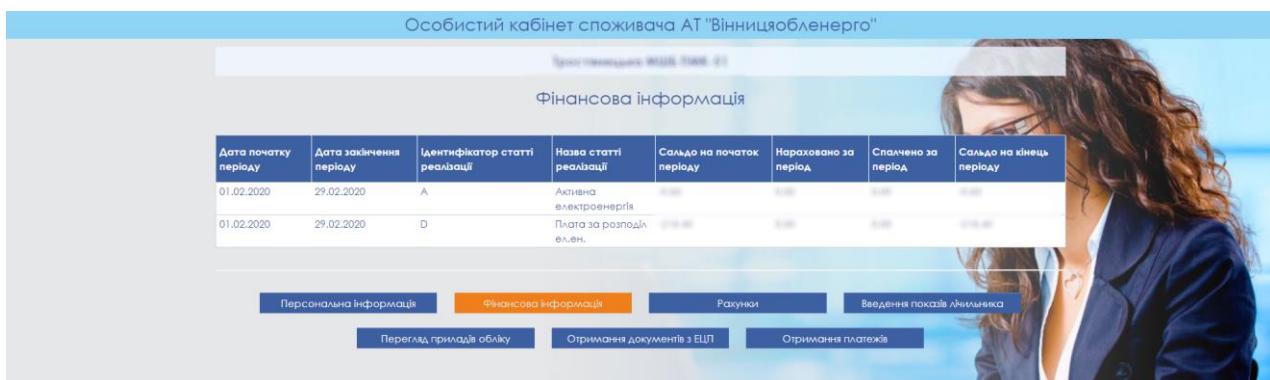 Особистий кабінет споживача АТ "Вінницяобленерго"
Фінансова інформація
Дата початку періоду Дата закінчення періоду Ідентифікатор статті реалізації Назва статті реалізації Сальдо на початок періоду Нараховано за період Сплачено за період Сальдо на кінець періоду
01.02.2020 29.02.2020 A Активна електроенергія
01.02.2020 29.02.2020 D Плата за розподіл ел.ен.
Персональна інформація Фінансова інформація Рахунки Введення показів лічильника
Перегляд приладів обліку Отримання документів з ЕЦП Отримання платежів